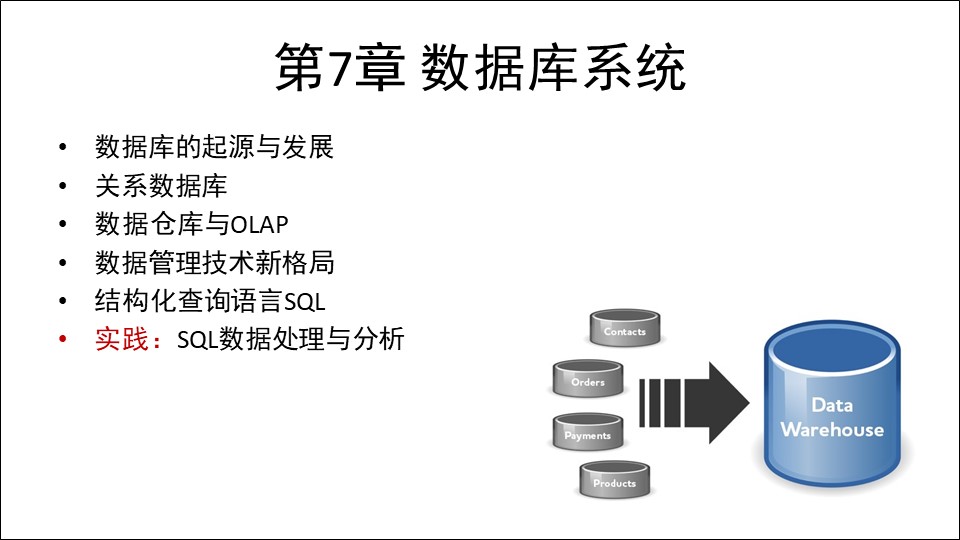 第7章 数据库系统
• 数据库的起源与发展
• 关系数据库
• 数据仓库与OLAP
• 数据管理技术新格局
• 结构化查询语言SQL
• 实践：SQL数据处理与分析
Contacts
Orders
Payments
Products
Data
Warehouse